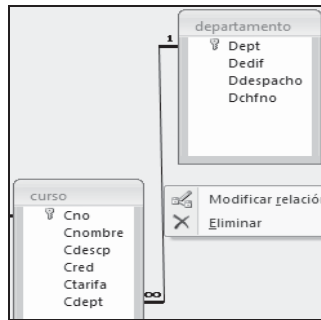 departamento
1
Dept
Dedif
Ddespacho
Dchfno
Modificar relació
Eliminar
curso
Cno
Cnombre
Cdescp
Cred
Ctarifa
Cdept
∞